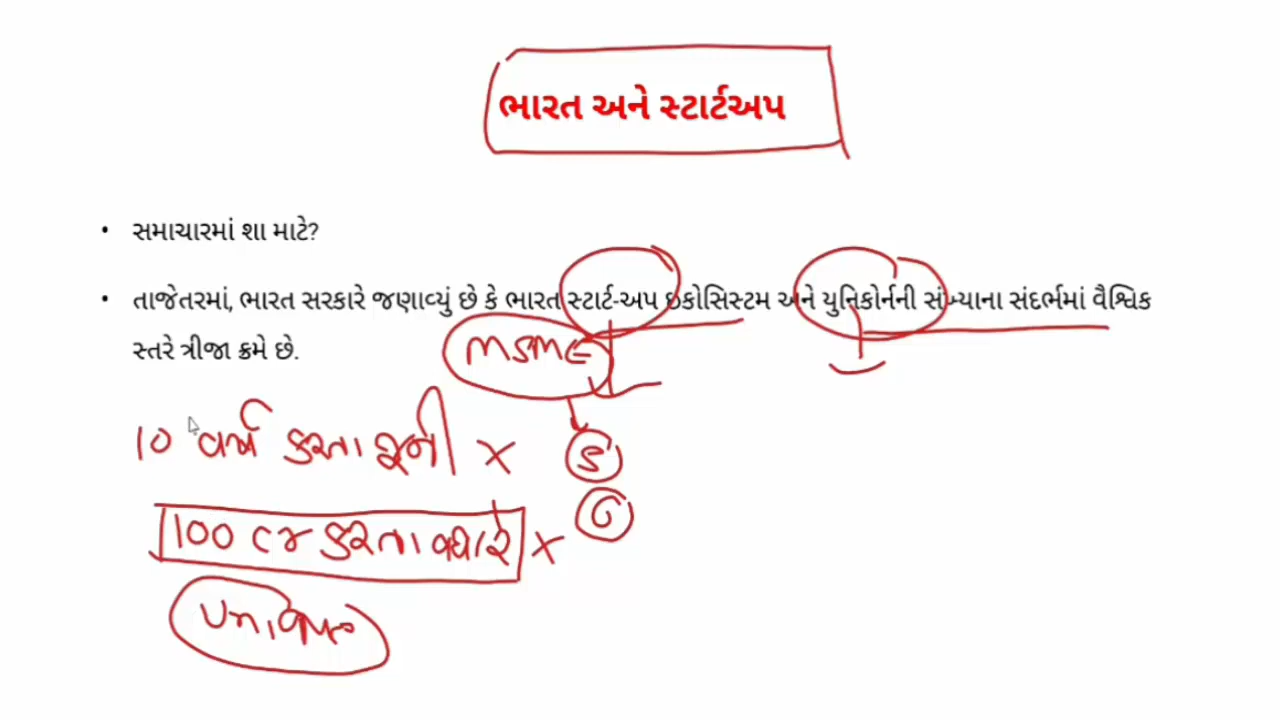 ભારત અને સ્ટાર્ટઅપ
• સમાચારમાં શા માટે?
• તાજેતરમાં, ભારત સરકારે જણાવ્યું છે કે ભારત સ્ટાર્ટ-અપ ઇકોસિસ્ટમ અને યુનિકોર્નની સંખ્યાના સંદર્ભમાં વૈશ્વિક
સ્તરે ત્રીજા ક્રમે છે.
MSME
10 વર્ષ કરતા જૂની ×
100 cr કરતા વધારે ×